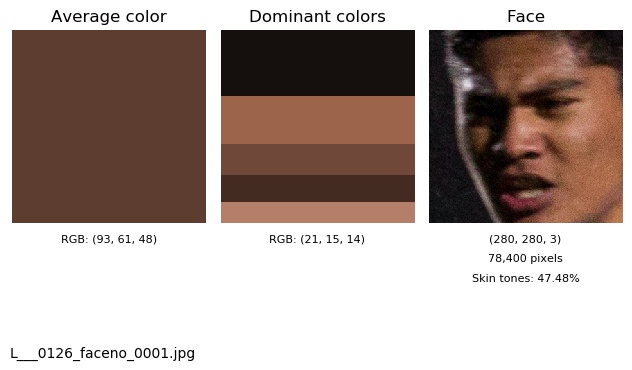 Average color
Dominant colors
Face
RGB: (93, 61, 48)
RGB: (21, 15, 14)
(280, 280, 3)
78,400 pixels
Skin tones: 47.48%
L___0126_faceno_0001.jpg